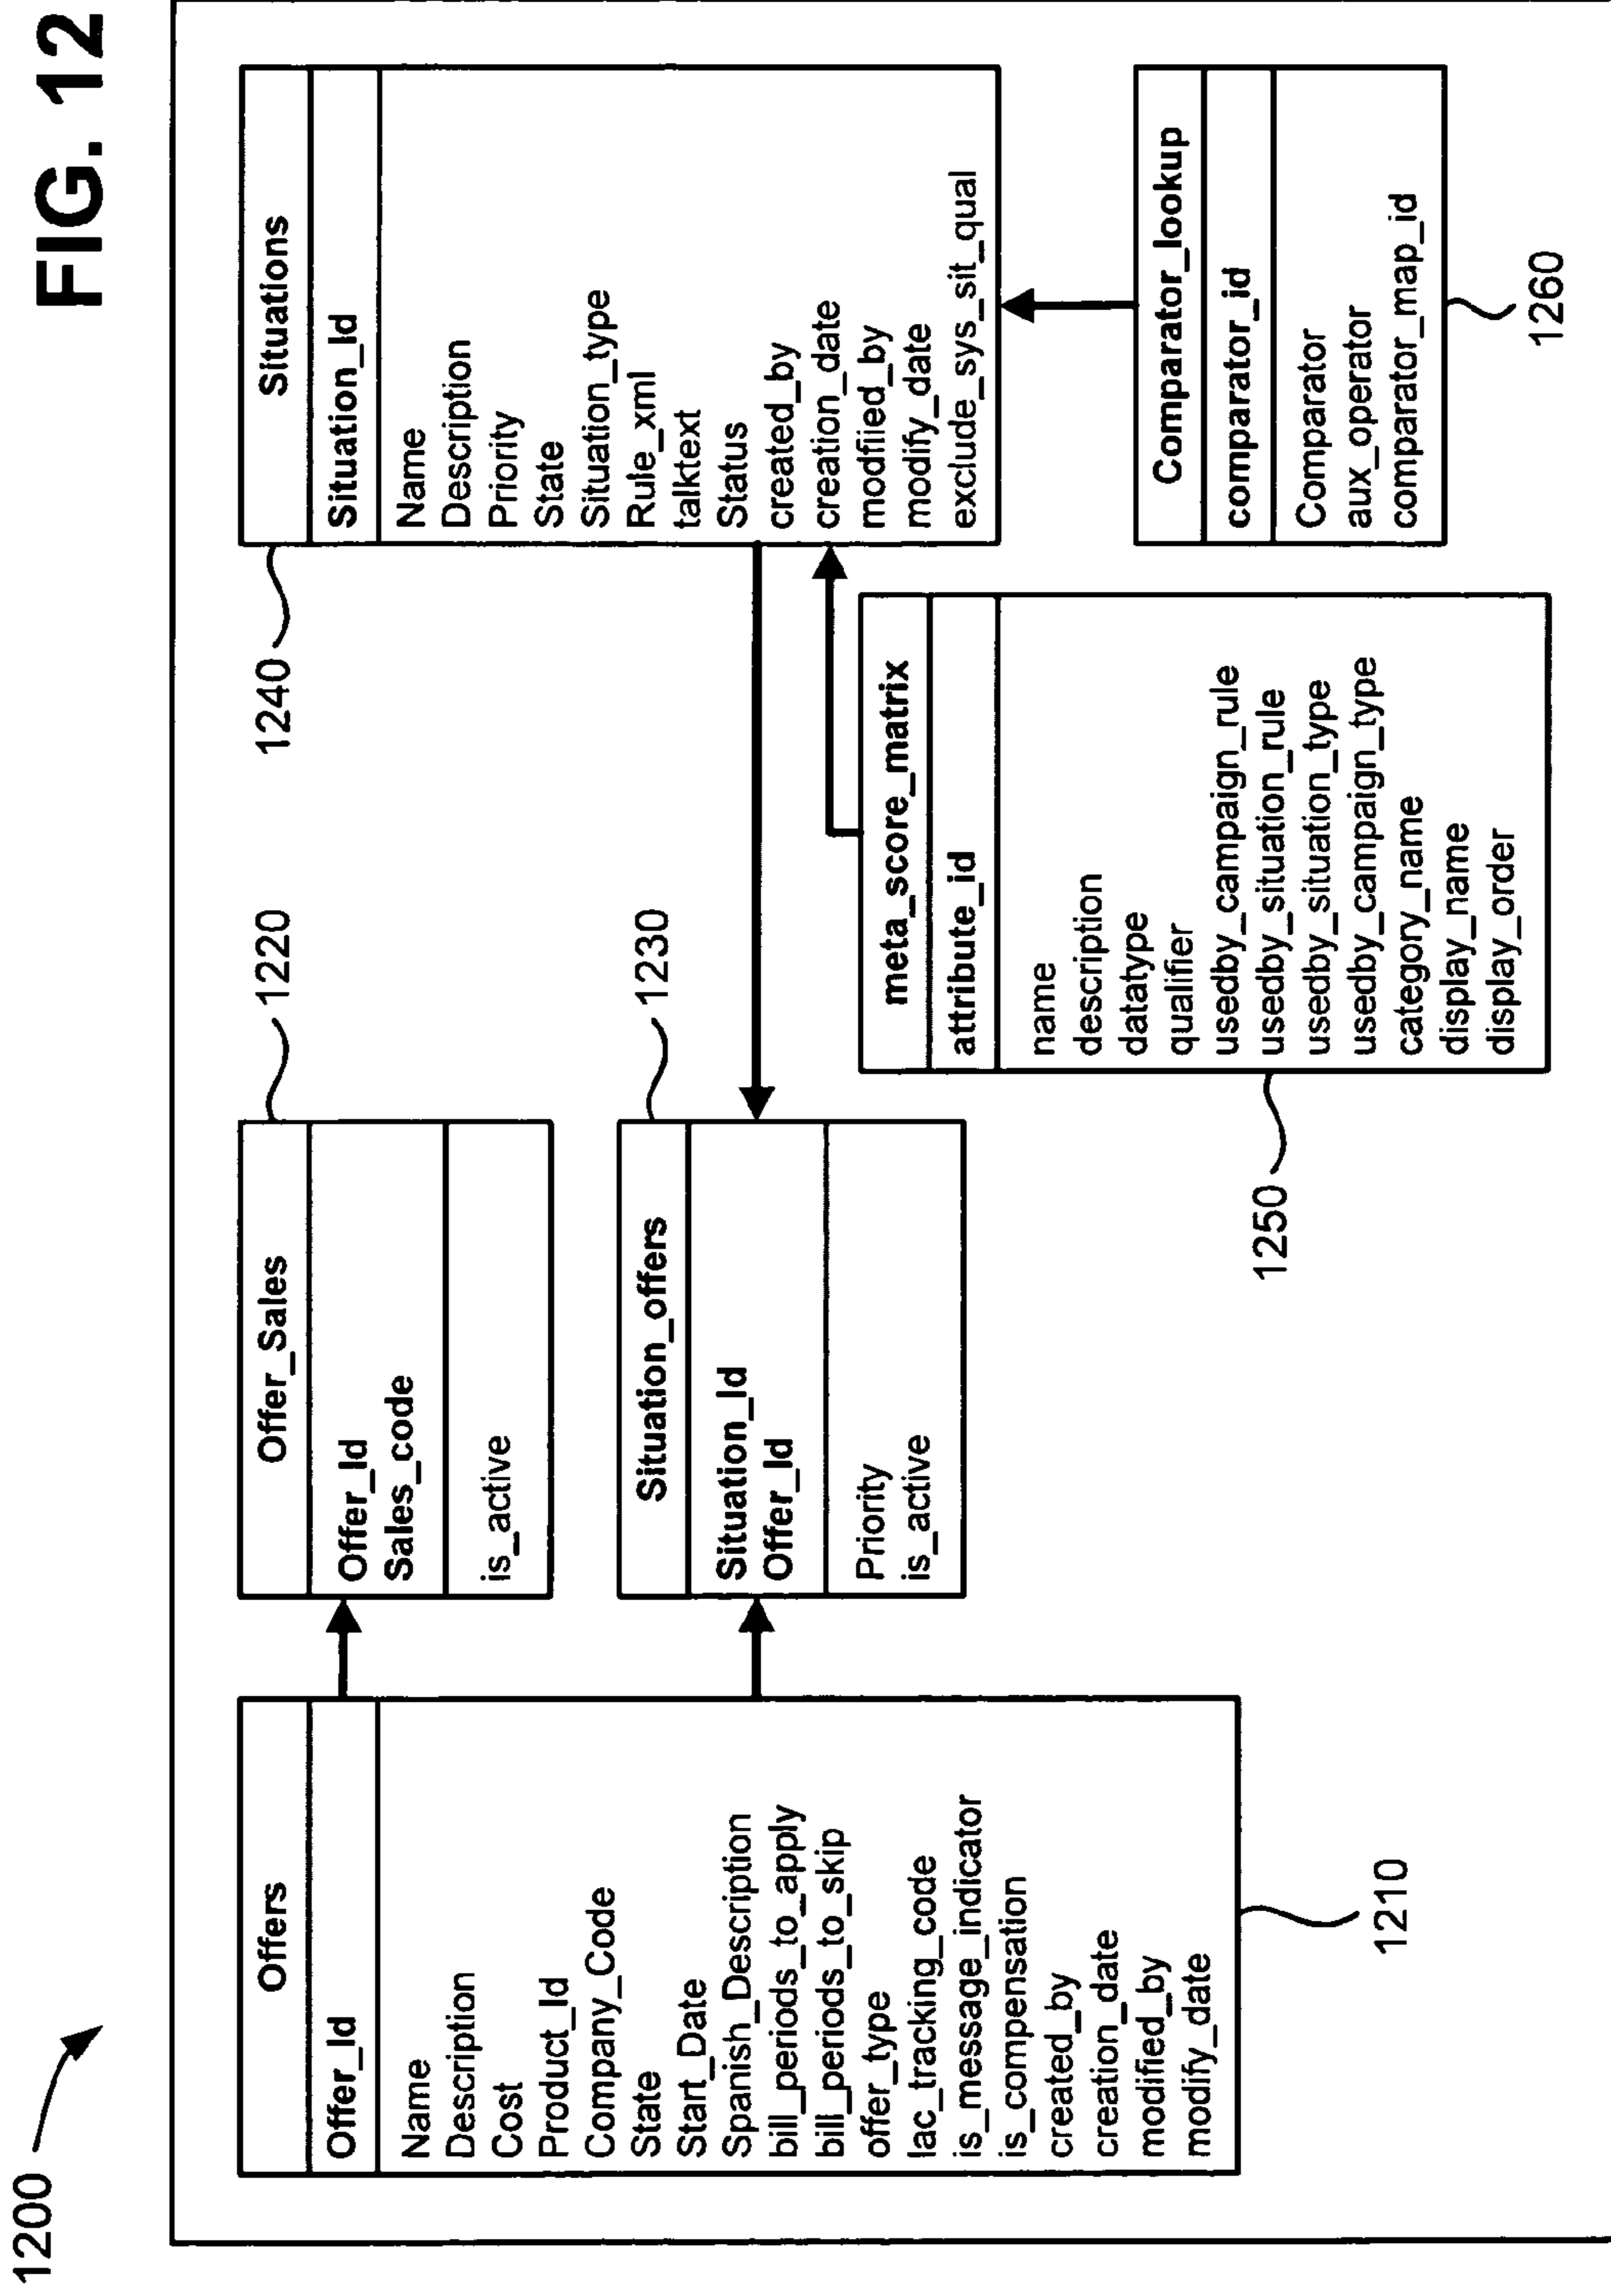 FIG. 12
1200
Offers
Offer_Id
Name
Description
Cost
Product_Id
Company_Code
State
Start_Date
Spanish_Description
bill_periods_to_apply
bill_periods_to_skip
offer_type
lac_tracking_code
is_message_indicator
is_compensation
created_by
creation_date
modified_by
modify_date
1210
Offer_Sales
Offer_Id
Sales_code
is_active
1220
Situation_offers
Situation_Id
Offer_Id
Priority
is_active
1230
Situations
Situation_Id
Name
Description
Priority
State
Situation_type
Rule_xml
talktext
Status
created_by
creation_date
modfiied_by
modify_date
exclude_sys_sit_qual
1240
meta_score_matrix
attribute_id
name
description
datatype
qualifier
usedby_campaign_rule
usedby_situation_rule
usedby_situation_type
usedby_campaign_type
category_name
display_name
display_order
1250
Comparator_lookup
comparator_id
Comparator
aux_operator
comparator_map_id
1260